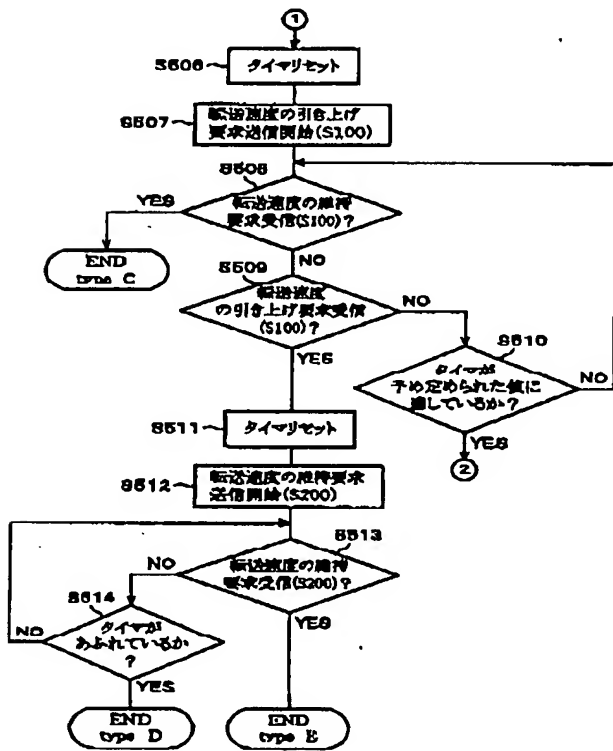 1
S506
タイマリセット
S507
転送速度の引き上げ
要求送信開始(S100)
S508
転送速度の維持
要求受信(S100)?
YES
NO
END
type C
S509
転送速度
の引き上げ要求受信
(S100)?
NO
YES
S510
タイマが
予め定められた値に
達しているか?
NO
YES
2
S511
タイマリセット
S512
転送速度の維持要求
送信開始(S200)
S513
転送速度の維持
要求受信(S200)?
NO
YES
S514
タイマが
あふれているか
?
NO
YES
END
type D
END
type E